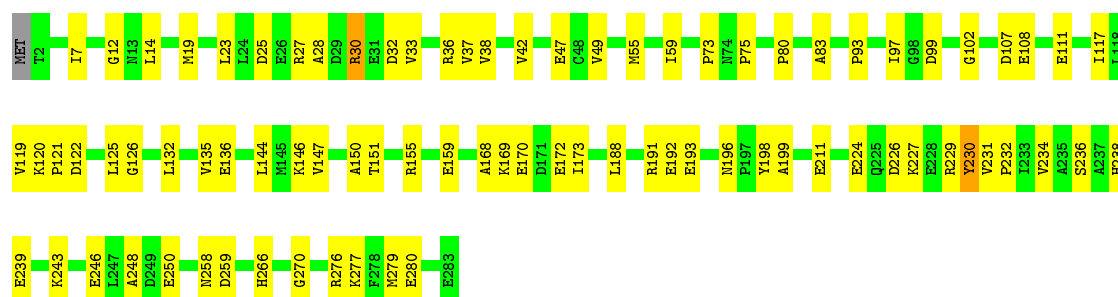 MET T2 I7 G12 N13 L14 M19 L23 L24 D25 E26 R27 A28 D29 R30 E31 D32 V33 R36 V37 V38 V42 E47 C48 V49 M55 I59 P73 N74 P75 P80 A83 P93 I97 G98 D99 G102 D107 E108 E111 I117 L118
V119 K120 P121 D122 L125 G126 L132 V135 E136 L144 M145 K146 V147 A150 T151 R155 E159 A168 K169 E170 D171 E172 I173 L188 R191 E192 E193 N196 P197 Y198 A199 E211 E224 Q225 D226 K227 E228 R229 Y230 V231 P232 I233 V234 A235 S236 A237 H238
E239 K243 E246 L247 A248 D249 E250 N258 D259 H266 G270 R276 K277 F278 M279 E280 E283